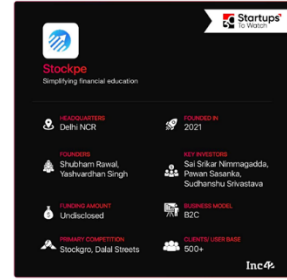 Startups
To Watch
Stockpe
Simplifying financial education
HEADQUARTERS
Delhi NCR
FOUNDED IN
2021
FOUNDERS
Shubham Rawal,
Yashvardhan Singh
KEY INVESTORS
Sai Srikar Nimmagadda,
Pawan Sasanka,
Sudhanshu Srivastava
FUNDING AMOUNT
Undisclosed
BUSINESS MODEL
B2C
PRIMARY COMPETITION
Stockgro, Dalal Streets
CLIENTS/ USER BASE
500+
Inc42